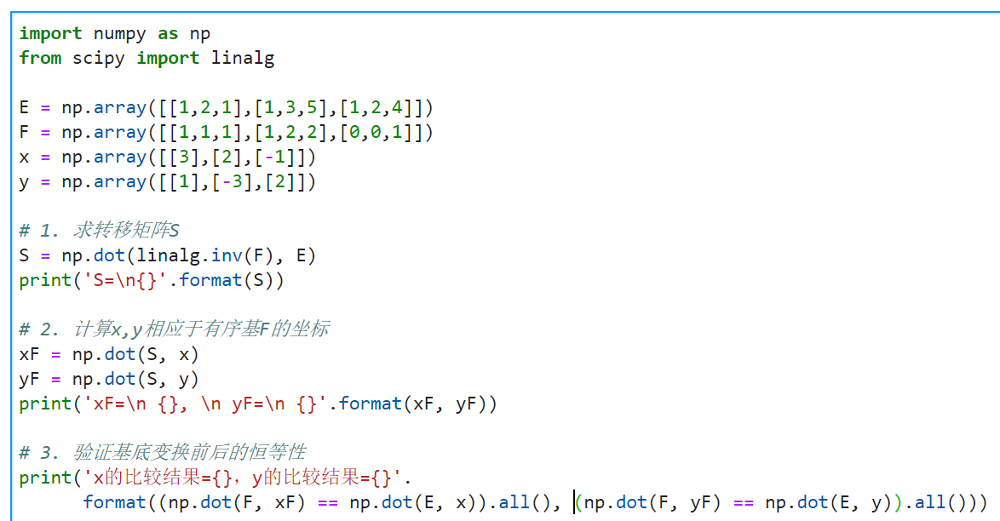 import numpy as np
from scipy import linalg
E = np.array([[1,2,1],[1,3,5],[1,2,4]])
F = np.array([[1,1,1],[1,2,2],[0,0,1]])
x = np.array([[3],[2],[-1]])
y = np.array([[1],[-3],[2]])
# 1. 求转移矩阵S
S = np.dot(linalg.inv(F), E)
print('S=\n{}'.format(S))
# 2. 计算x,y相应于有序基F的坐标
xF = np.dot(S, x)
yF = np.dot(S, y)
print('xF=\n {}, \n yF=\n {}'.format(xF, yF))
# 3. 验证基底变换前后的恒等性
print('x的比较结果={}，y的比较结果={}'.
format((np.dot(F, xF) == np.dot(E, x)).all(), (np.dot(F, yF) == np.dot(E, y)).all()))